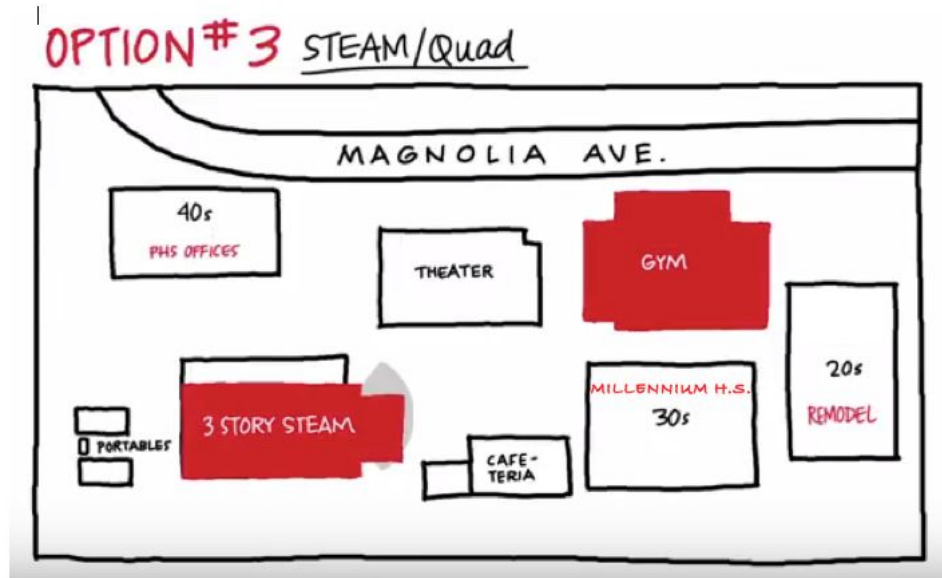 OPTION #3 STEAM/Quad
MAGNOLIA AVE.
40s
PHS OFFICES
THEATER
GYM
20s
REMODEL
MILLENNIUM H.S.
30s
3 STORY STEAM
PORTABLES
CAFE-
TERIA